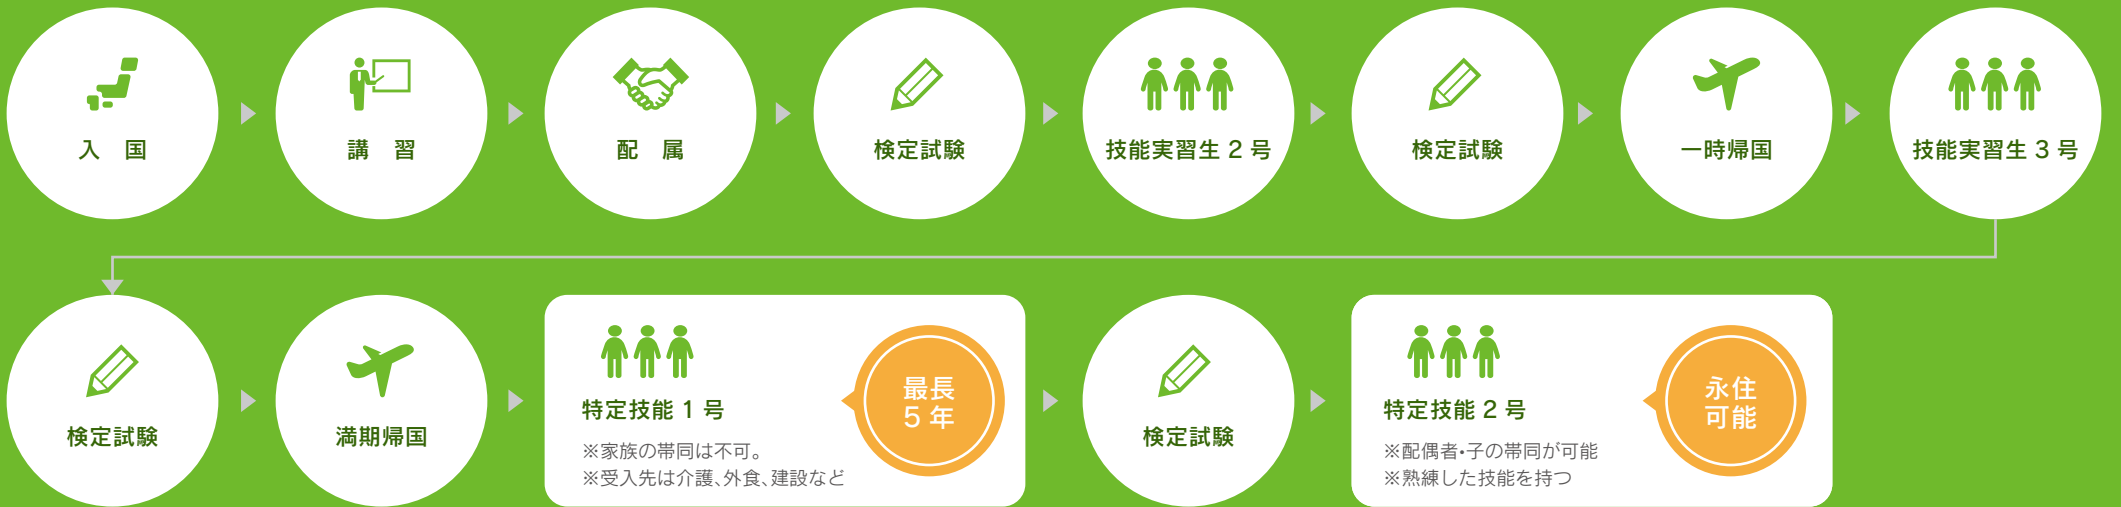 入　国
講　習
配　属
検定試験
技能実習生 2 号
検定試験
一時帰国
技能実習生 3 号
検定試験
満期帰国
特定技能 1 号
※家族の帯同は不可。
※受入先は介護、外食、建設など
最長
5 年
検定試験
特定技能 2 号
※配偶者・子の帯同が可能
※熟練した技能を持つ
永住
可能